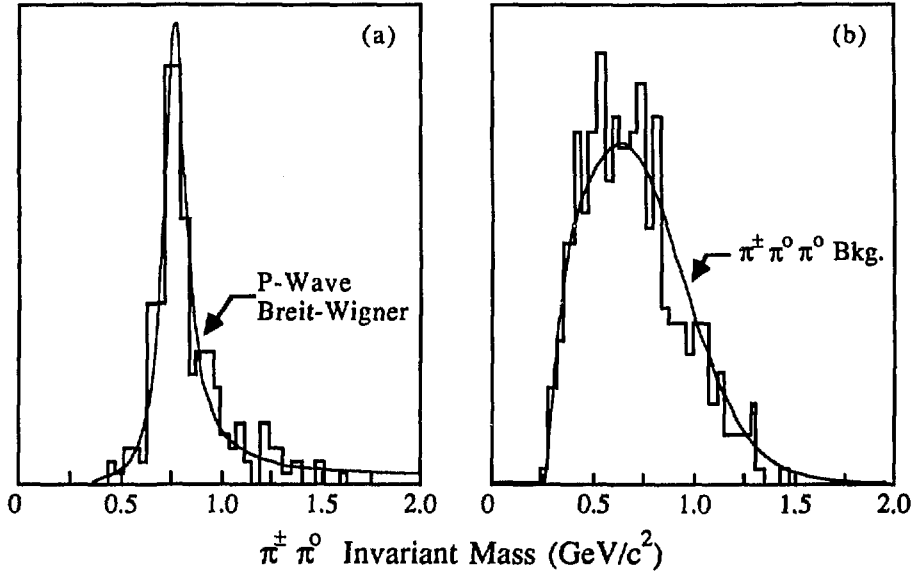 (a)
(b)
P-Wave
Breit-Wigner
π± π° π° Bkg.
0 0.5 1.0 1.5 2.0
0 0.5 1.0 1.5 2.0
π± π° Invariant Mass (GeV/c²)